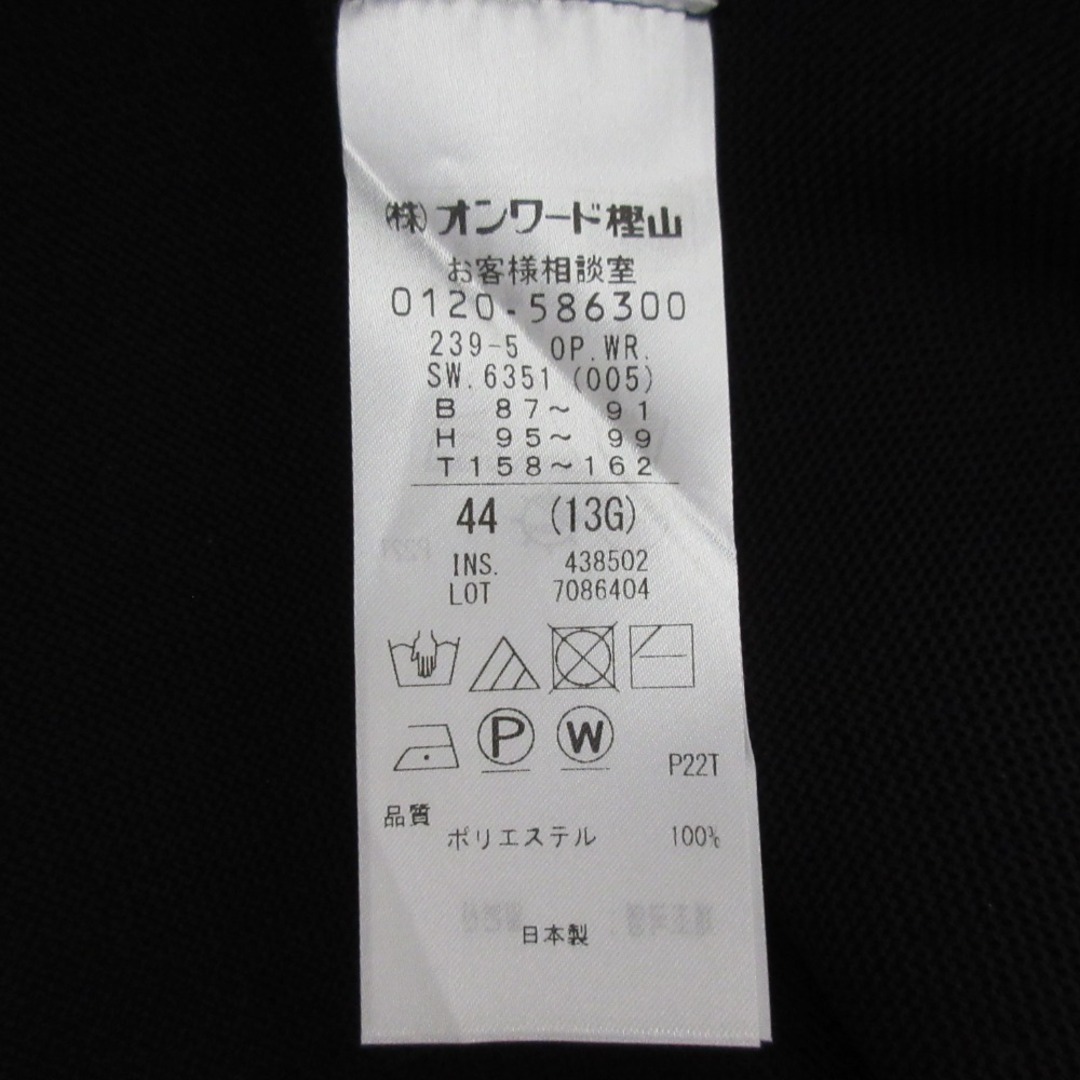 (株)オンワード樫山
お客様相談室
0120-586300
239-5 OP.WR.
SW.6351 (005)
B 87～ 91
H 95～ 99
T158～162
44 (13G)
INS. 438502
LOT 7086404
P W P22T
品質
ポリエステル 100%
日本製